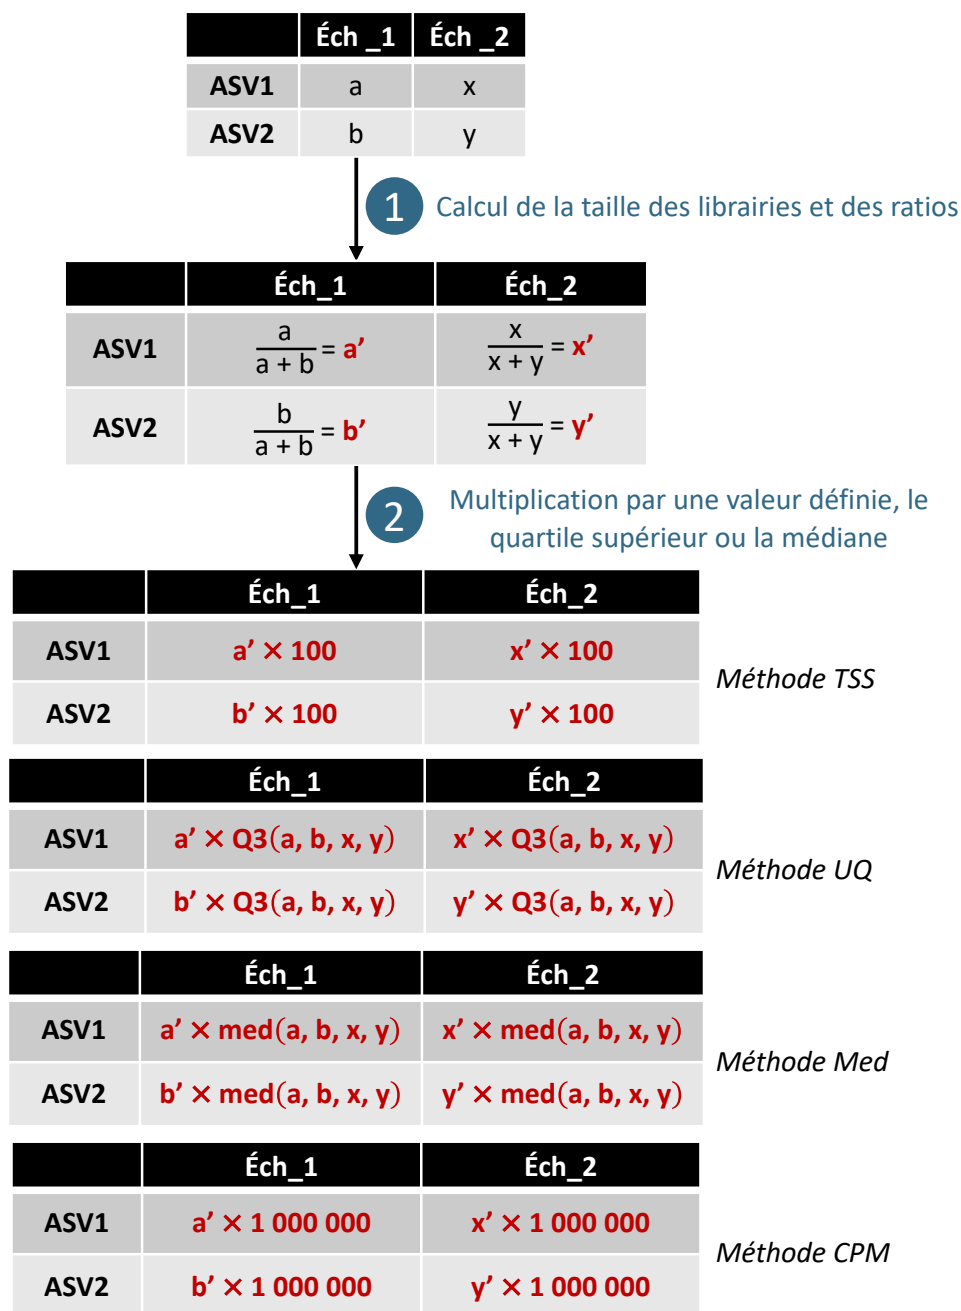 Éch _1 Éch _2
ASV1 a x
ASV2 b y
1 Calcul de la taille des librairies et des ratios
Éch_1 Éch_2
ASV1 a / a + b = a’ x / x + y = x’
ASV2 b / a + b = b’ y / x + y = y’
2 Multiplication par une valeur définie, le
quartile supérieur ou la médiane
Éch_1 Éch_2
ASV1 a’ × 100 x’ × 100
ASV2 b’ × 100 y’ × 100
Méthode TSS
Éch_1 Éch_2
ASV1 a’ × Q3(a, b, x, y) x’ × Q3(a, b, x, y)
ASV2 b’ × Q3(a, b, x, y) y’ × Q3(a, b, x, y)
Méthode UQ
Éch_1 Éch_2
ASV1 a’ × med(a, b, x, y) x’ × med(a, b, x, y)
ASV2 b’ × med(a, b, x, y) y’ × med(a, b, x, y)
Méthode Med
Éch_1 Éch_2
ASV1 a’ × 1 000 000 x’ × 1 000 000
ASV2 b’ × 1 000 000 y’ × 1 000 000
Méthode CPM